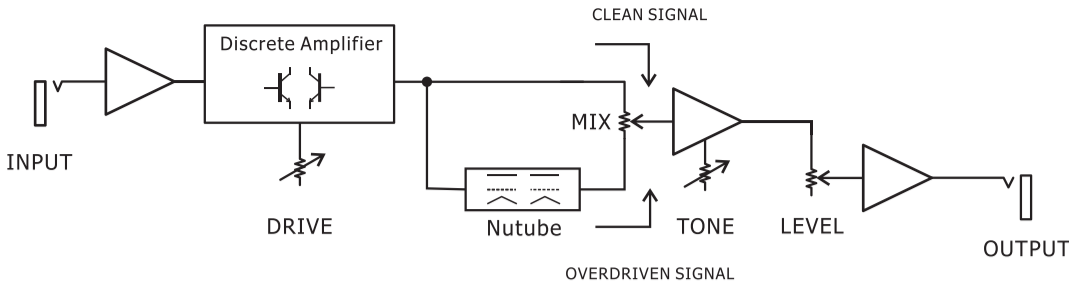 CLEAN SIGNAL
Discrete Amplifier
MIX
INPUT
DRIVE
Nutube
TONE
LEVEL
OUTPUT
OVERDRIVEN SIGNAL